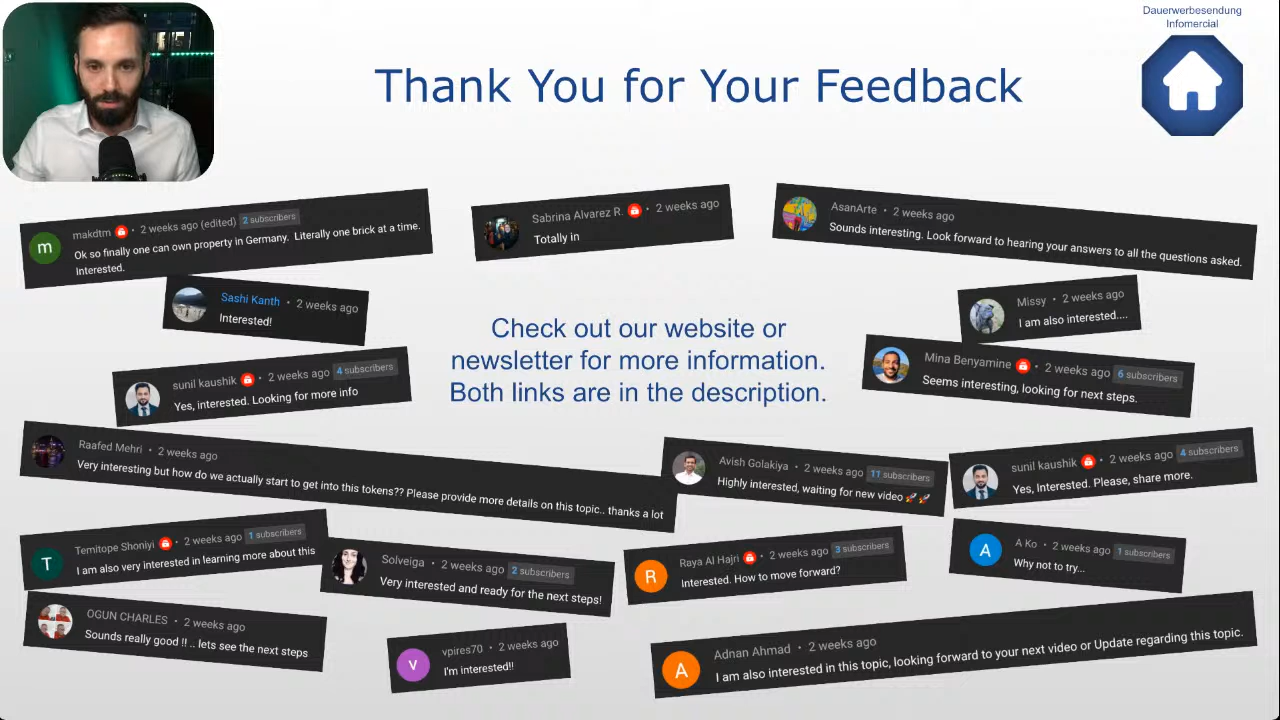 Dauerwerbesendung
Infomercial
Thank You for Your Feedback
makdtm • 2 weeks ago (edited) 2 subscribers
Ok so finally one can own property in Germany. Literally one brick at a time.
Interested.
Sabrina Alvarez R. • 2 weeks ago
Totally in
AsanArte • 2 weeks ago
Sounds interesting. Look forward to hearing your answers to all the questions asked.
Sashi Kanth • 2 weeks ago
Interested!
Missy • 2 weeks ago
I am also interested....
Check out our website or
newsletter for more information.
Both links are in the description.
sunil kaushik • 2 weeks ago 4 subscribers
Yes, interested. Looking for more info
Mina Benyamine • 2 weeks ago 6 subscribers
Seems interesting, looking for next steps.
Raafed Mehri • 2 weeks ago
Very interesting but how do we actually start to get into this tokens?? Please provide more details on this topic.. thanks a lot
Avish Golakiya • 2 weeks ago 11 subscribers
Highly interested, waiting for new video 🚀 🚀
sunil kaushik • 2 weeks ago 4 subscribers
Yes, Interested. Please, share more.
T
Temitope Shoniyi • 2 weeks ago 1 subscribers
I am also very interested in learning more about this
Solveiga • 2 weeks ago 2 subscribers
Very interested and ready for the next steps!
R
Raya Al Hajri • 2 weeks ago 3 subscribers
Interested. How to move forward?
A
A Ko • 2 weeks ago 1 subscribers
Why not to try...
OGUN CHARLES • 2 weeks ago
Sounds really good !! .. lets see the next steps
v
vpires70 • 2 weeks ago
I'm interested!!
A
Adnan Ahmad • 2 weeks ago
I am also interested in this topic, looking forward to your next video or Update regarding this topic.
m